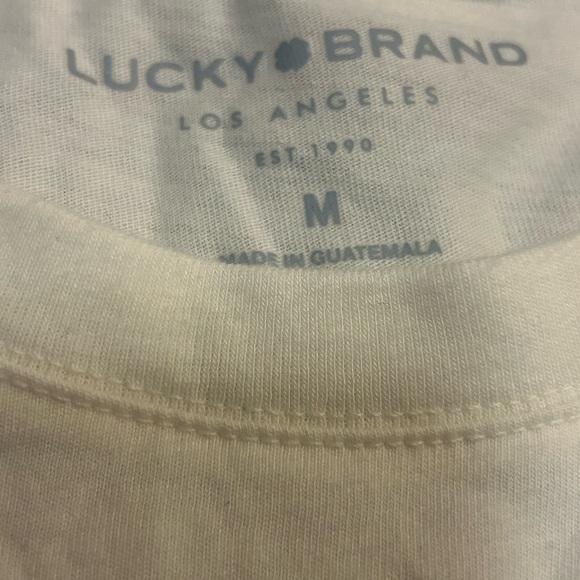 LUCKY BRAND
LOS ANGELES
EST. 1990
M
MADE IN GUATEMALA